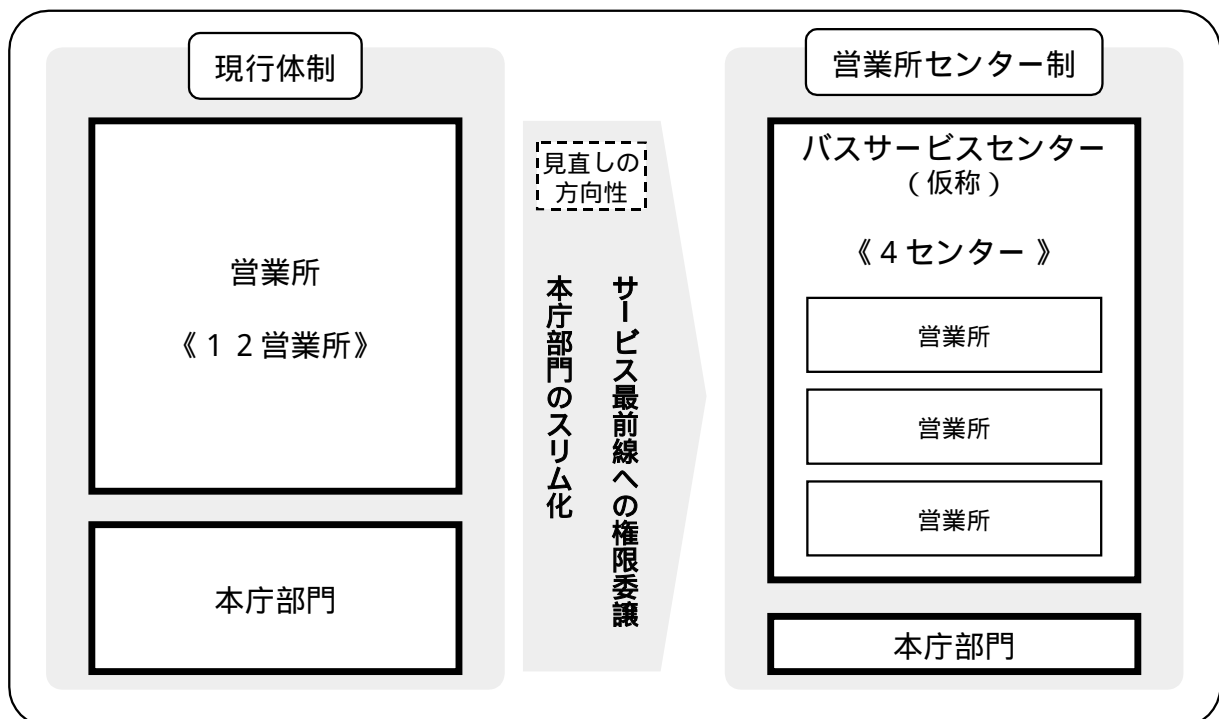 現行体制
営業所
《１２営業所》
本庁部門
見直しの
方向性
サービス最前線への権限委譲
本庁部門のスリム化
営業所センター制
バスサービスセンター
（仮称）
《４センター》
営業所
営業所
営業所
本庁部門